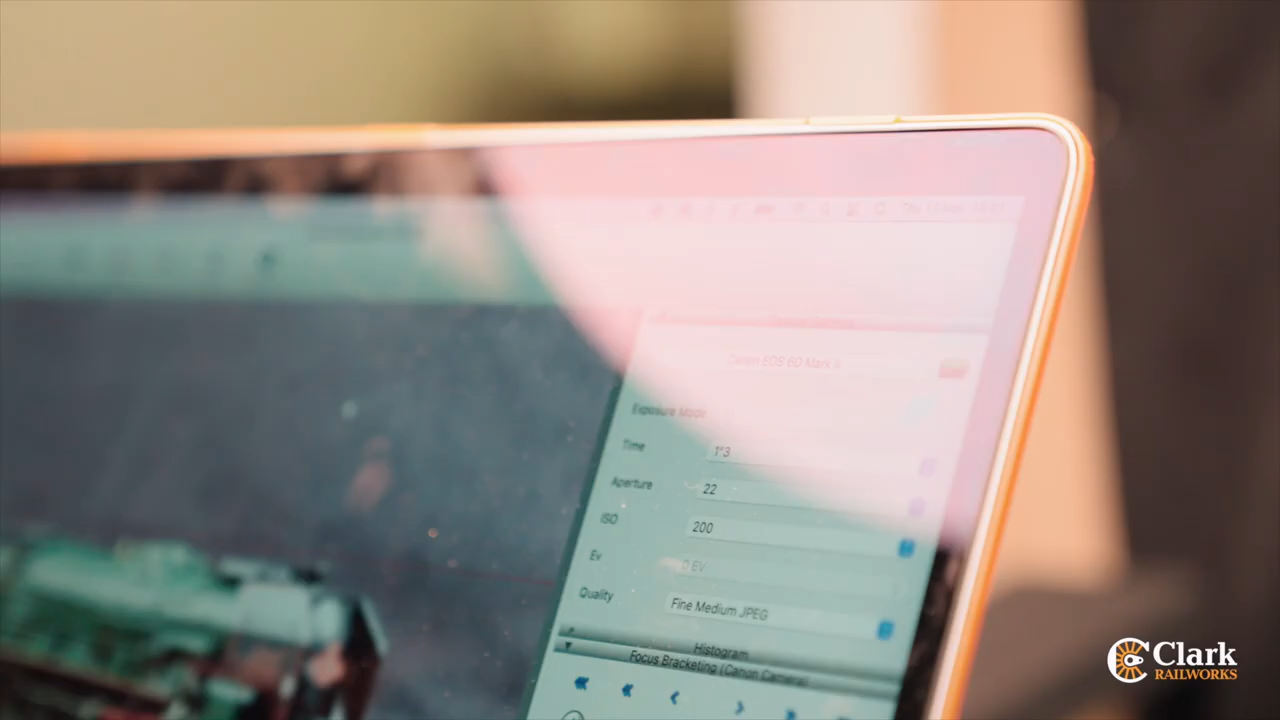 Canon EOS 6D Mark II
Exposure Mode
Time 1"3
Aperture 22
ISO 200
Ev 0 EV
Quality Fine Medium JPEG
Histogram
Focus Bracketing (Canon Camera)
Clark
RAILWORKS